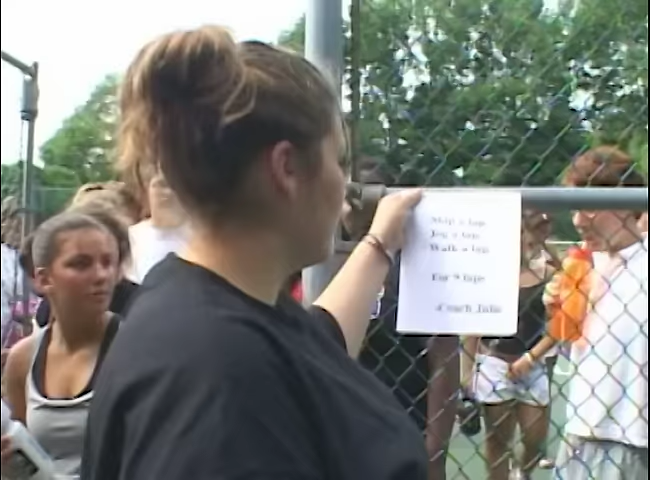 Skip a lap
Jog a lap
Walk a lap
For 9 laps
-Coach Julie